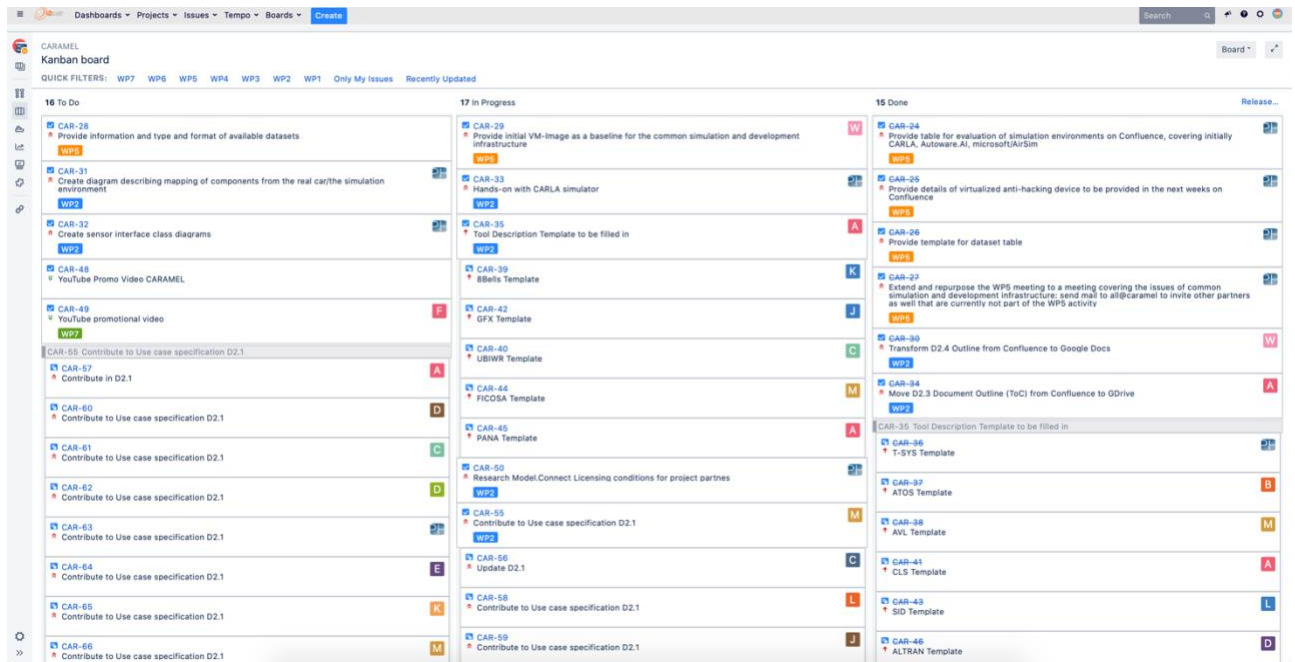 Dashboards Projects Issues Tempo Boards Create Search
CARAMEL
Kanban board
Board
QUICK FILTERS: WP7 WP6 WP5 WP4 WP3 WP2 WP1 Only My Issues Recently Updated
16 To Do
CAR-28
Provide information and type and format of available datasets
WP5
CAR-31
Create diagram describing mapping of components from the real car/the simulation
environment
WP2
CAR-32
Create sensor interface class diagrams
WP2
CAR-48
YouTube Promo Video CARAMEL
CAR-49
F
YouTube promotional video
WP7
CAR-55 Contribute to Use case specification D2.1
CAR-57
A
Contribute in D2.1
CAR-60
D
Contribute to Use case specification D2.1
CAR-61
C
Contribute to Use case specification D2.1
CAR-62
D
Contribute to Use case specification D2.1
CAR-63
Contribute to Use case specification D2.1
CAR-64
E
Contribute to Use case specification D2.1
CAR-65
K
Contribute to Use case specification D2.1
CAR-66
M
Contribute to Use case specification D2.1
17 In Progress
CAR-29
W
Provide initial VM-Image as a baseline for the common simulation and development
infrastructure
WP5
CAR-33
Hands-on with CARLA simulator
WP2
CAR-35
A
Tool Description Template to be filled in
WP2
CAR-39
K
8Bells Template
CAR-42
J
GFX Template
CAR-40
C
UBIWR Template
CAR-44
M
FICOSA Template
CAR-45
A
PANA Template
CAR-50
Research Model.Connect Licensing conditions for project partnes
WP2
CAR-55
M
Contribute to Use case specification D2.1
WP2
CAR-56
C
Update D2.1
CAR-58
L
Contribute to Use case specification D2.1
CAR-59
J
Contribute to Use case specification D2.1
15 Done
Release...
CAR-24
Provide table for evaluation of simulation environments on Confluence, covering initially
CARLA, Autoware.AI, microsoft/AirSim
WP5
CAR-25
Provide details of virtualized anti-hacking device to be provided in the next weeks on
Confluence
WP5
CAR-26
Provide template for dataset table
WP5
CAR-27
Extend and repurpose the WP5 meeting to a meeting covering the issues of common
simulation and development infrastructure: send mail to all@caramel to invite other partners
as well that are currently not part of the WP5 activity
WP5
CAR-30
W
Transform D2.4 Outline from Confluence to Google Docs
WP2
CAR-34
A
Move D2.3 Document Outline (ToC) from Confluence to GDrive
WP2
CAR-35 Tool Description Template to be filled in
CAR-36
T-SYS Template
CAR-37
B
ATOS Template
CAR-38
M
AVL Template
CAR-41
A
CLS Template
CAR-43
L
SID Template
CAR-46
D
ALTRAN Template